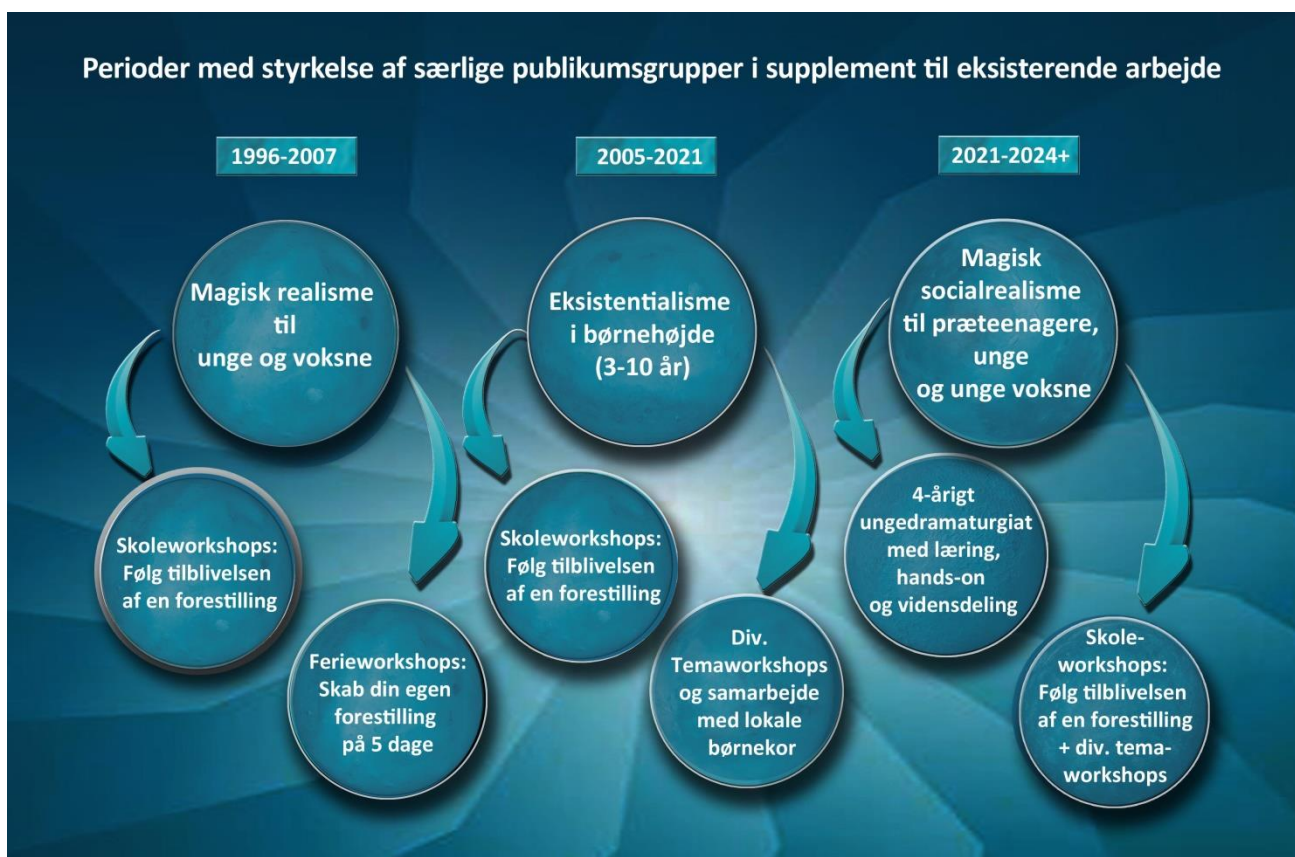 Perioder med styrkelse af særlige publikumsgrupper i supplement til eksisterende arbejde
1996-2007
Magisk realisme
til
unge og voksne
Skoleworkshops:
Følg tilblivelsen
af en forestilling
Ferieworkshops:
Skab din egen
forestilling
på 5 dage
2005-2021
Eksistentialisme
i børnehøjde
(3-10 år)
Skoleworkshops:
Følg tilblivelsen
af en forestilling
Div.
Temaworkshops
og samarbejde
med lokale
børnekor
2021-2024+
Magisk
socialrealisme
til præteenagere,
unge
og unge voksne
4-årigt
ungedramaturgiat
med læring,
hands-on
og vidensdeling
Skole-
workshops:
Følg tilblivelsen
af en forestilling
+ div. tema-
workshops